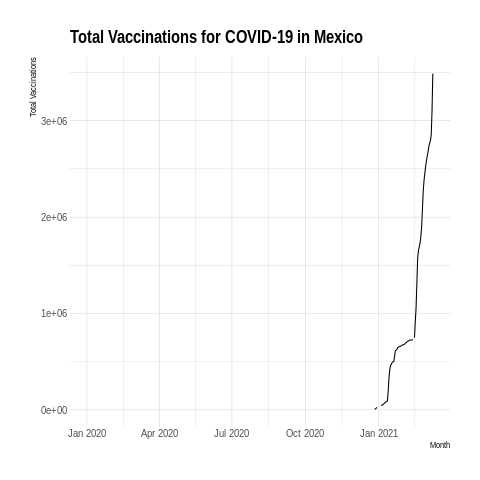 Total Vaccinations for COVID-19 in Mexico
Total Vaccinations
3e+06
2e+06
1e+06
0e+00
Jan 2020 Apr 2020 Jul 2020 Oct 2020 Jan 2021
Month